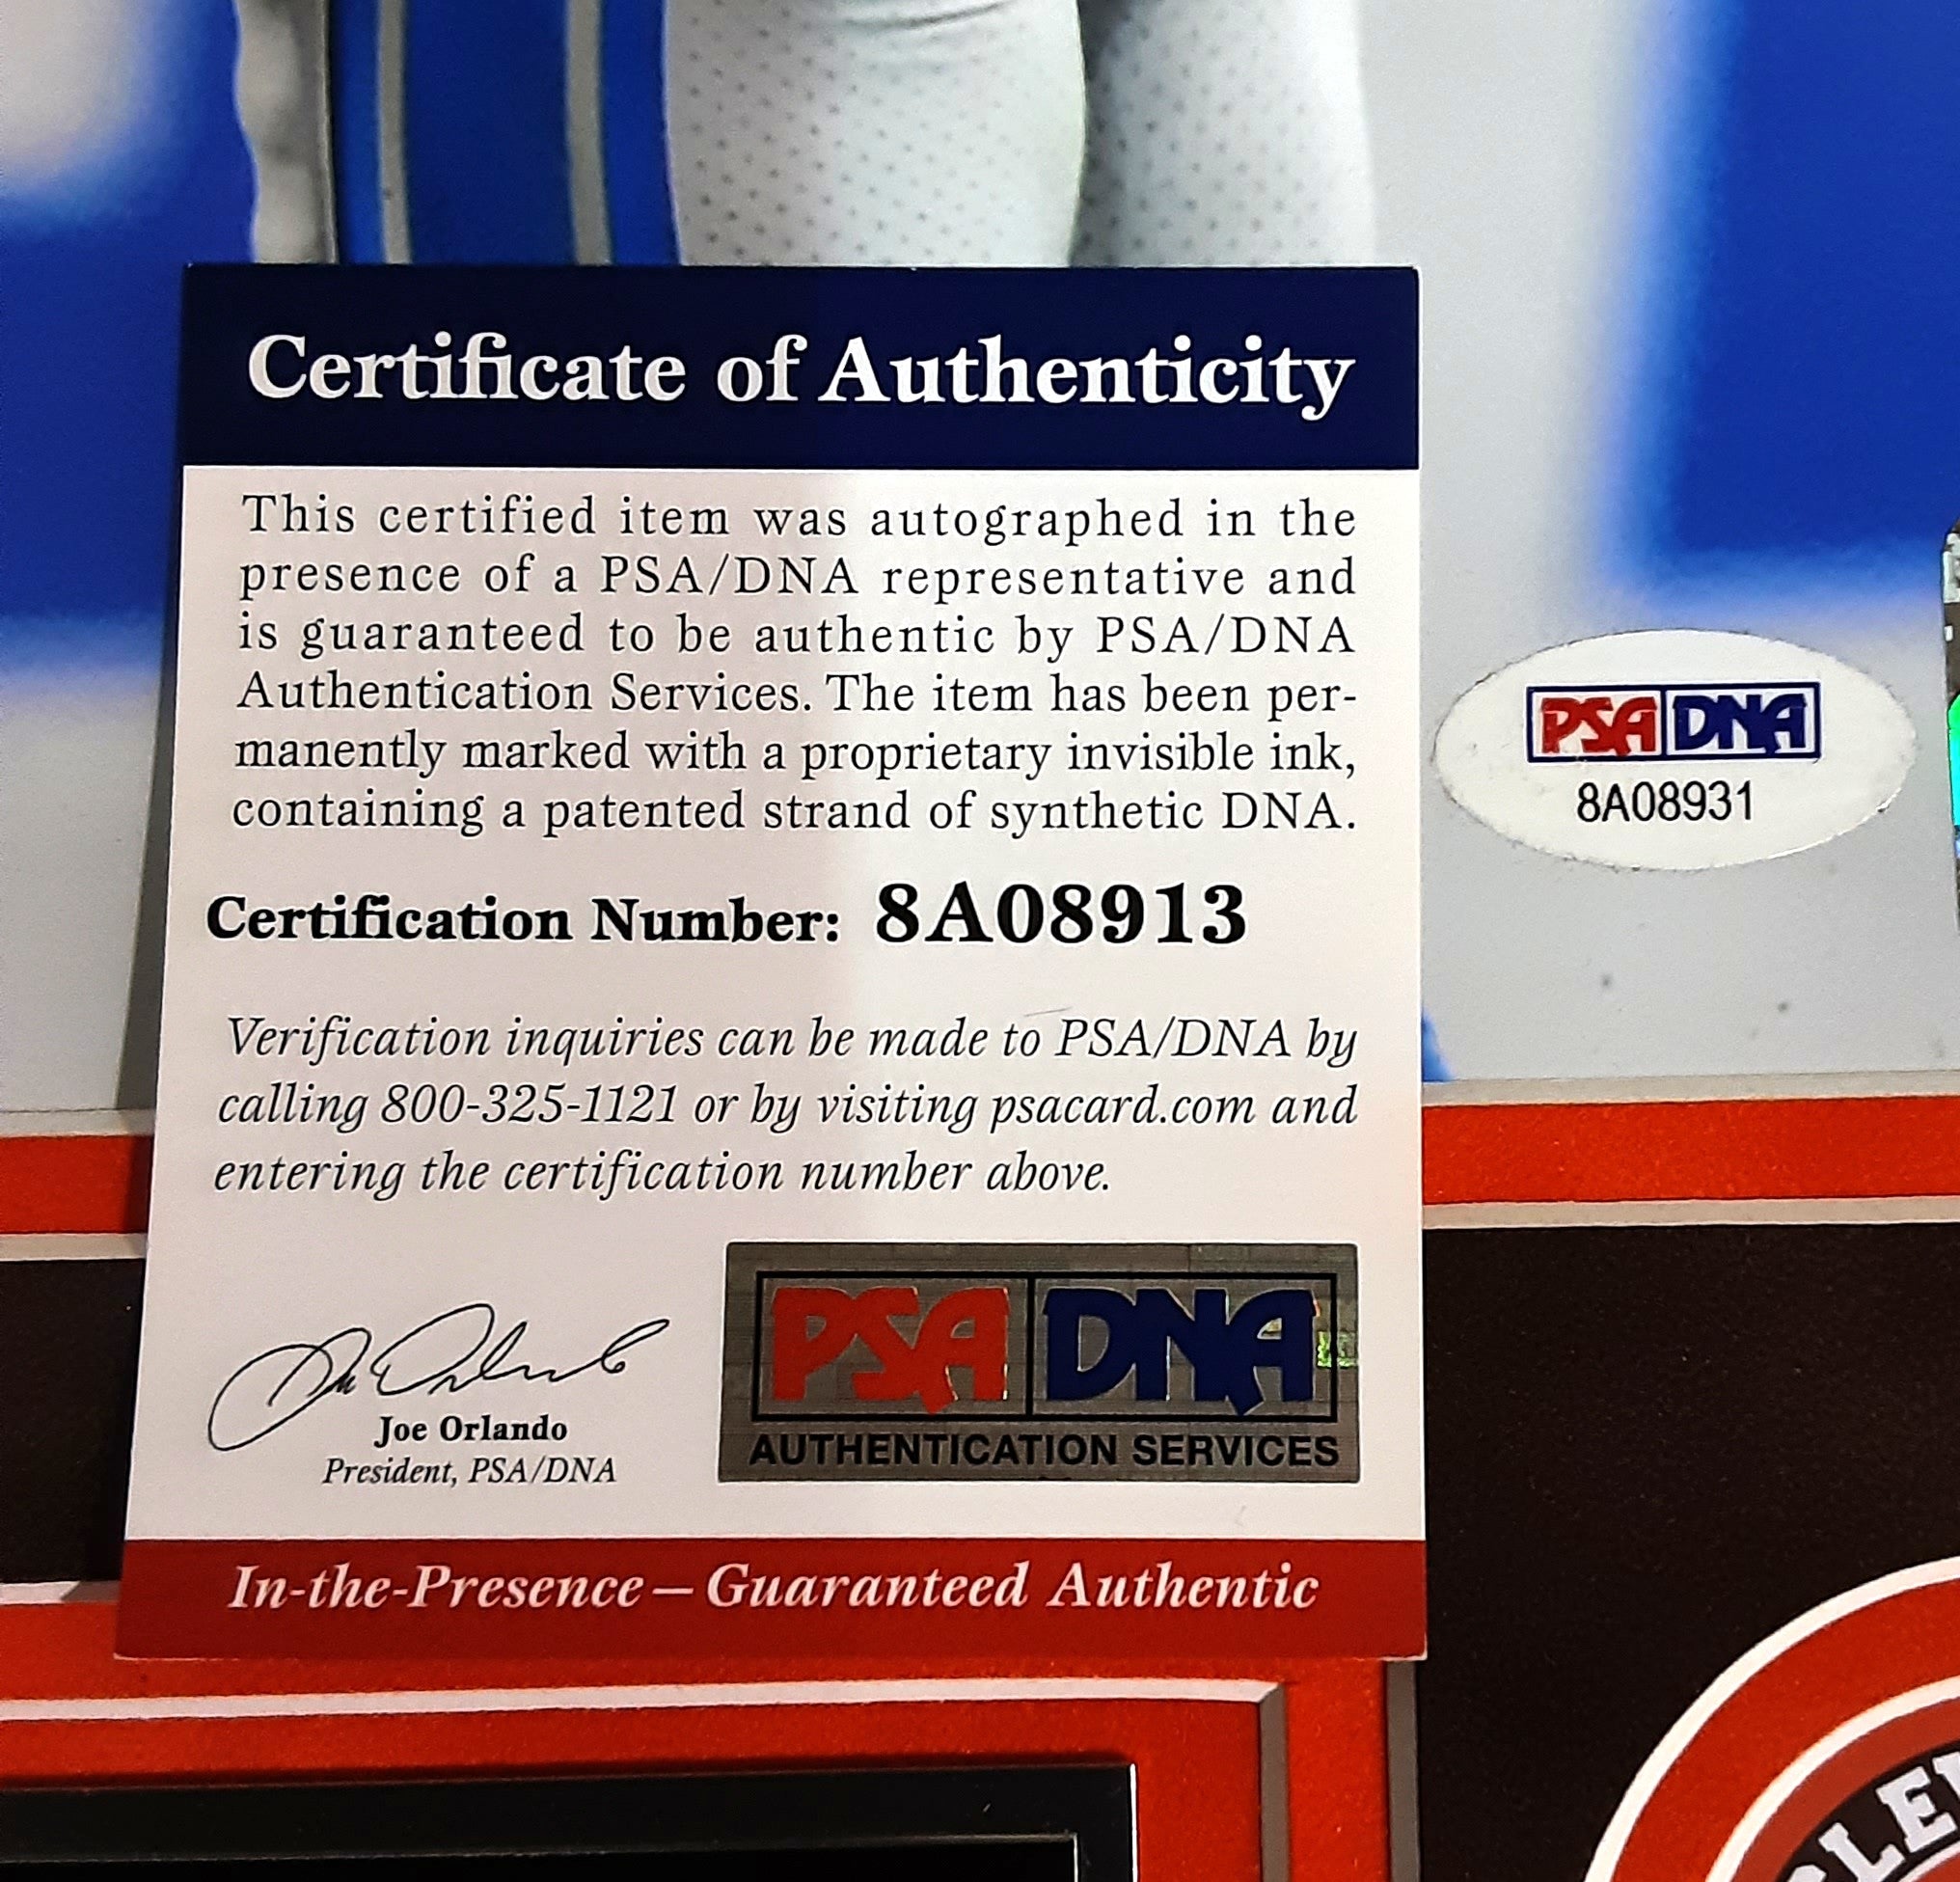 Certificate of Authenticity
This certified item was autographed in the
presence of a PSA/DNA representative and
is guaranteed to be authentic by PSA/DNA
Authentication Services. The item has been per-
manently marked with a proprietary invisible ink,
containing a patented strand of synthetic DNA.
Certification Number: 8A08913
Verification inquiries can be made to PSA/DNA by
calling 800-325-1121 or by visiting psacard.com and
entering the certification number above.
Joe Orlando
President, PSA/DNA
PSA DNA
AUTHENTICATION SERVICES
In-the-Presence — Guaranteed Authentic
PSA DNA
8A08931